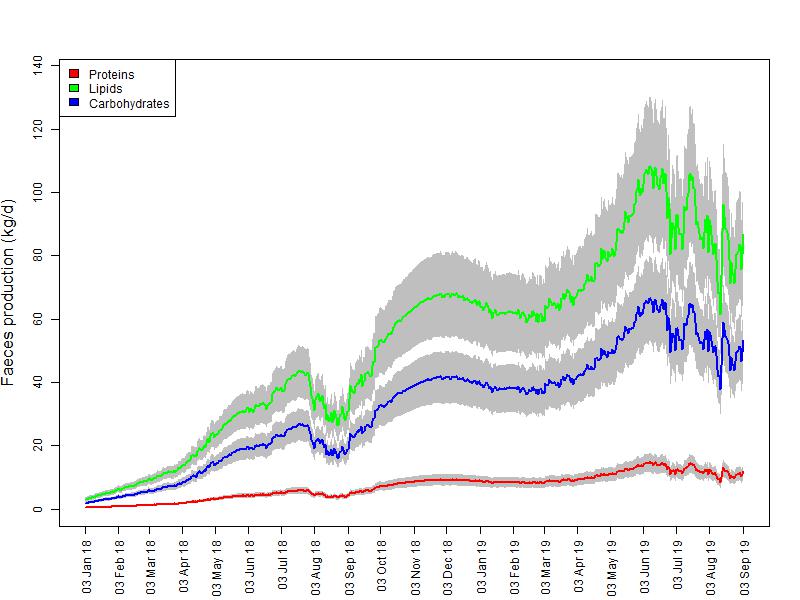 Proteins
Lipids
Carbohydrates
Faeces production (kg/d)
140
120
100
80
60
40
20
0
03 Jan 18
03 Feb 18
03 Mar 18
03 Apr 18
03 May 18
03 Jun 18
03 Jul 18
03 Aug 18
03 Sep 18
03 Oct 18
03 Nov 18
03 Dec 18
03 Jan 19
03 Feb 19
03 Mar 19
03 Apr 19
03 May 19
03 Jun 19
03 Jul 19
03 Aug 19
03 Sep 19